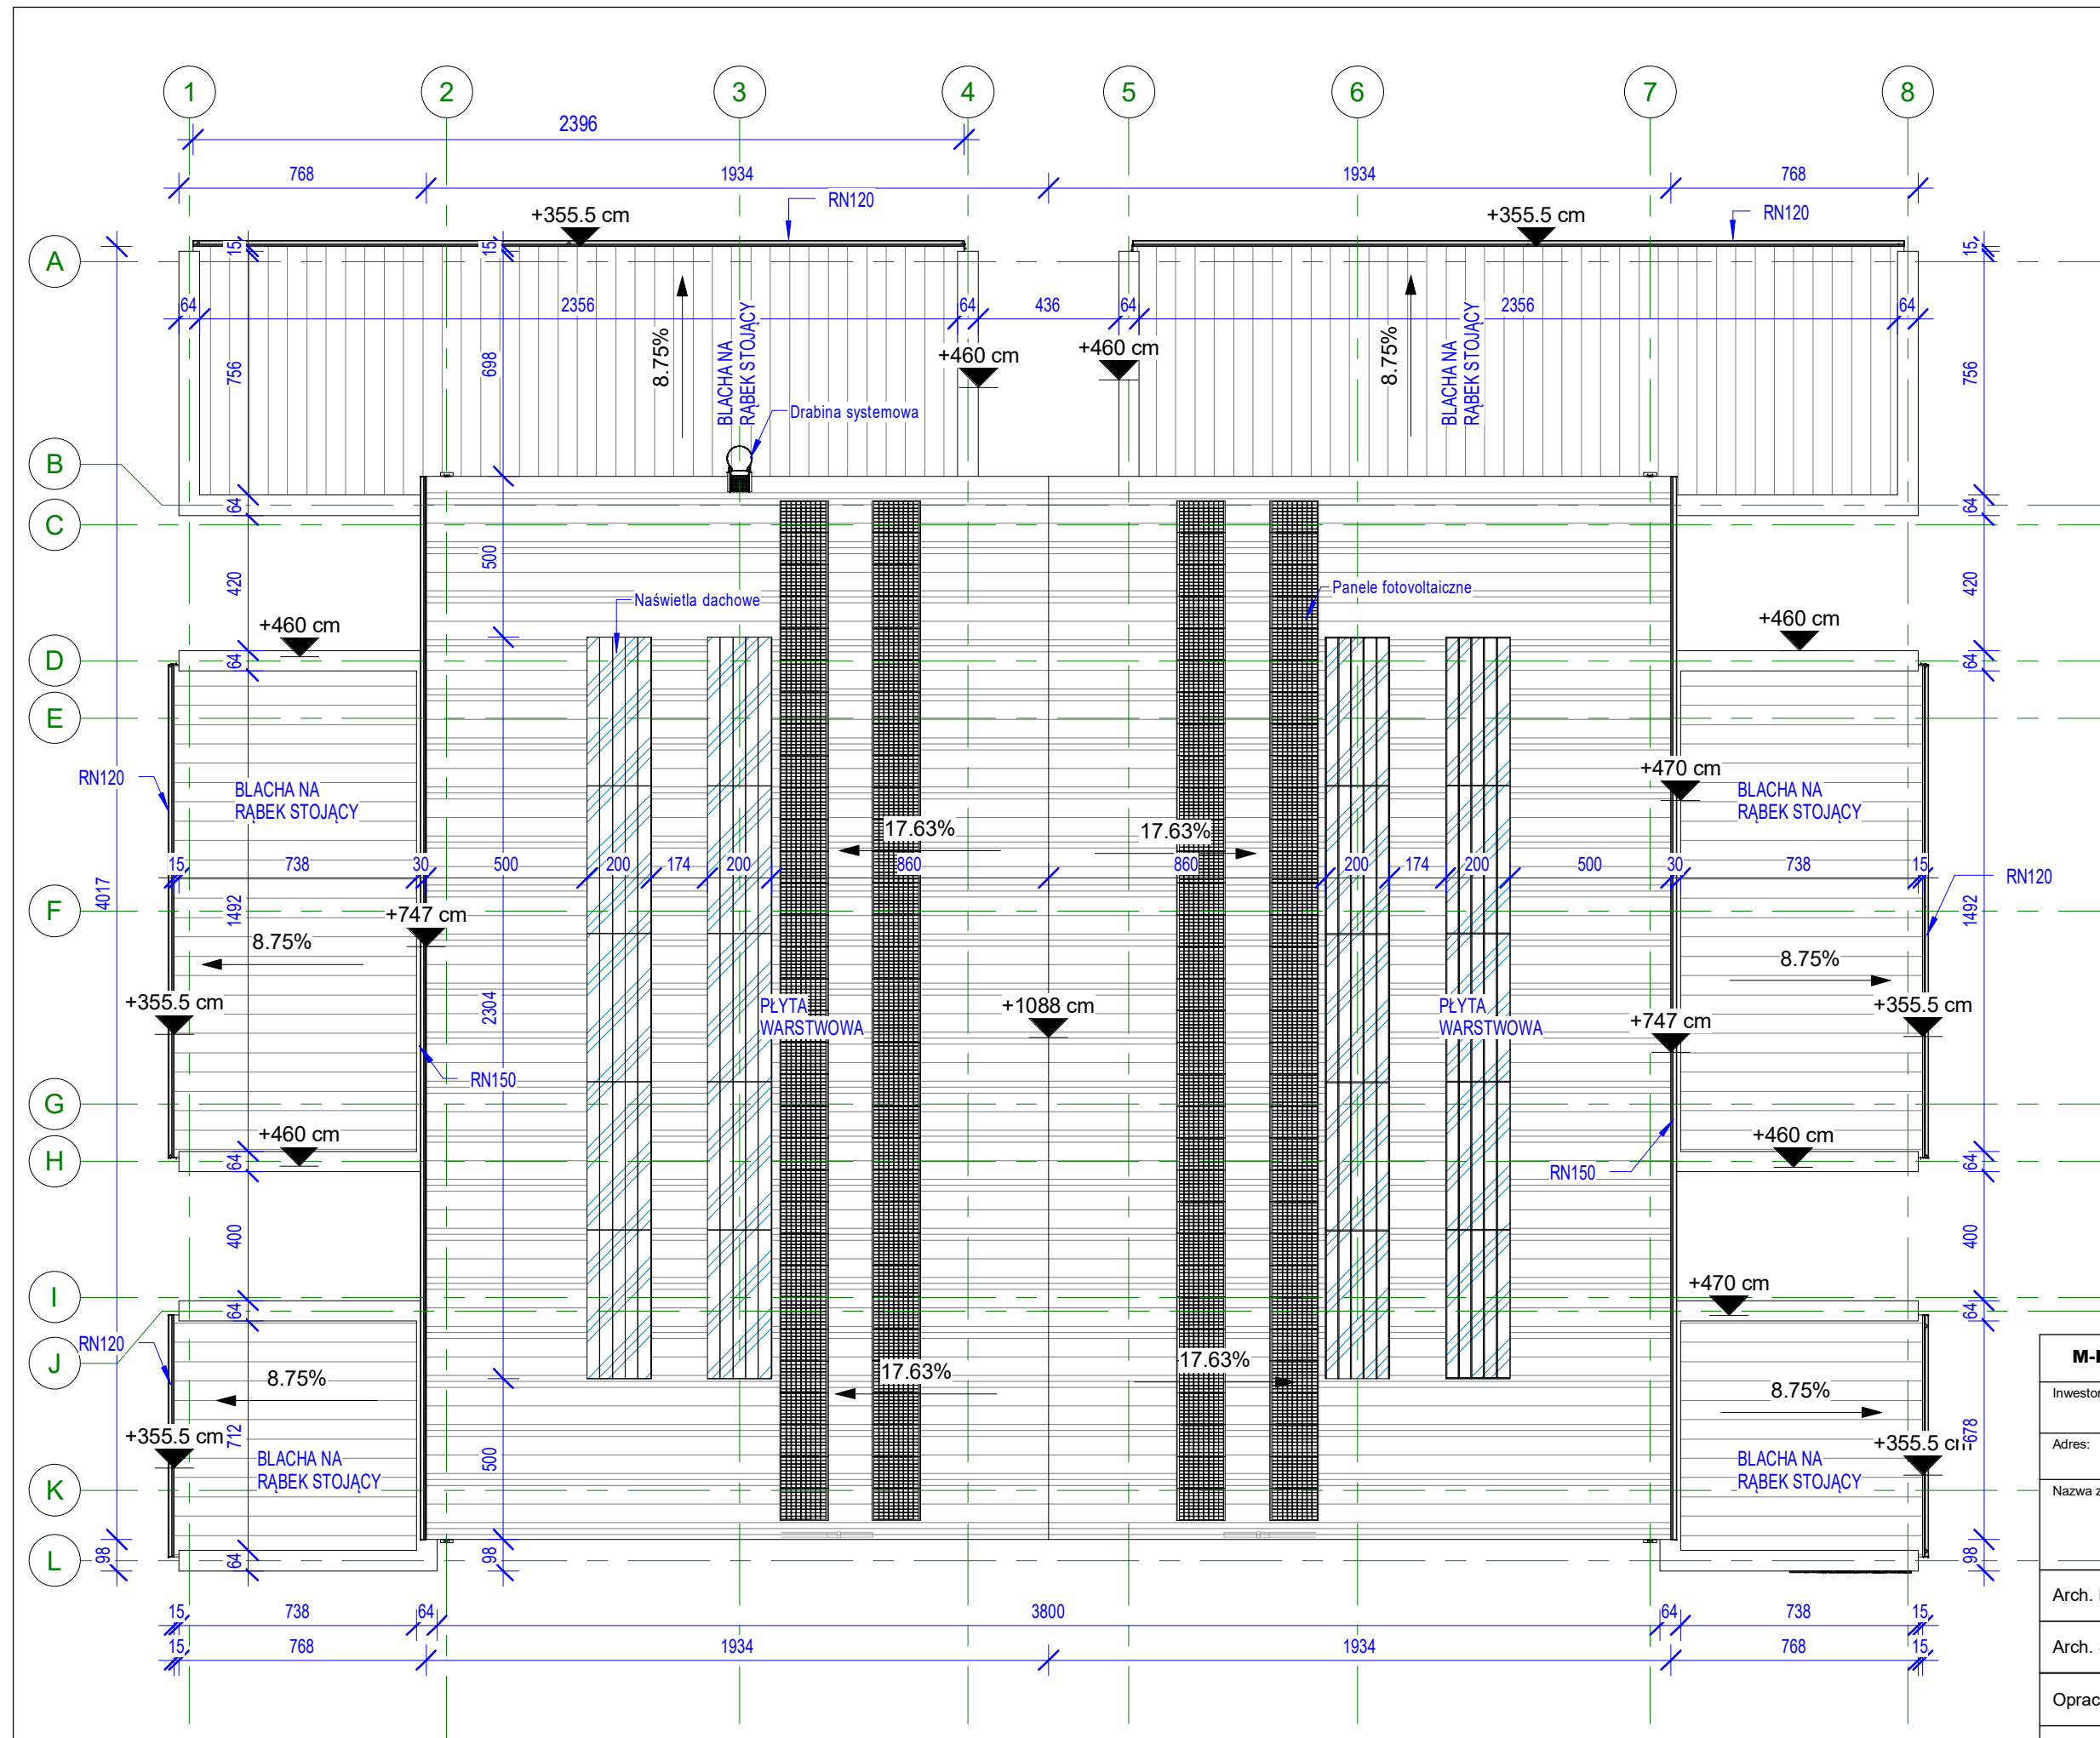 1 2 3 4 5 6 7 8
2396
768 1934 1934 768
RN120 RN120
+355.5 cm +355.5 cm
A
15 15 15
64 2356 64 436 64 2356 64
756 698 8.75% BLACHA NA
RĄBEK STOJĄCY
8.75% BLACHA NA
RĄBEK STOJĄCY
756
+460 cm +460 cm
Drabina systemowa
B
64 64
C
420 500 420
Naświetla dachowe
Panele fotowoltaiczne
+460 cm +460 cm
D
64 64
E
RN120
BLACHA NA
RĄBEK STOJĄCY
+470 cm
BLACHA NA
RĄBEK STOJĄCY
17.63% 17.63%
15 738 30 500 200 174 200 860 860 200 174 200 500 30 738 15
RN120
4017 1492 1492
F
+747 cm
8.75% 8.75%
+355.5 cm
2304
PŁYTA
WARSTWOWA
+1088 cm
PŁYTA
WARSTWOWA
+747 cm
+355.5 cm
RN150
G
+460 cm +460 cm
H
64 64
RN150
400 400
I
+470 cm
64 64
RN120
J
8.75% 17.63% 17.63% 8.75%
+355.5 cm
712 500 678
+355.5 cm
BLACHA NA
RĄBEK STOJĄCY
BLACHA NA
RĄBEK STOJĄCY
K
L
98 64 98 98
15 738 64 3800 64 738 15
15 768 1934 1934 768 15
Adres:
Arch.
Arch.